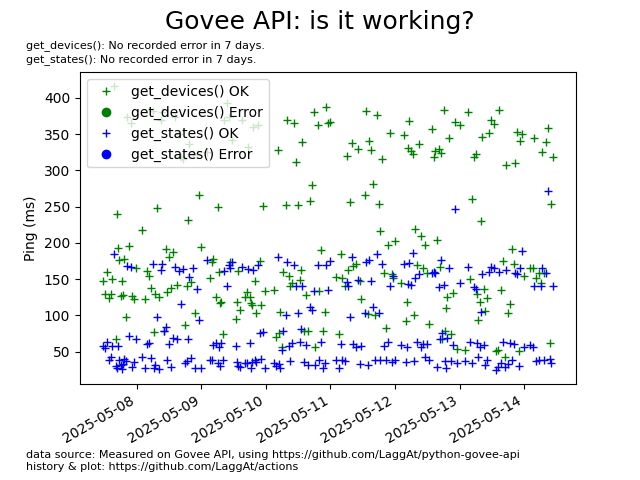 Govee API: is it working?
get_devices(): No recorded error in 7 days.
get_states(): No recorded error in 7 days.
get_devices() OK
get_devices() Error
get_states() OK
get_states() Error
Ping (ms)
400
350
300
250
200
150
100
50
2025-05-08
2025-05-09
2025-05-10
2025-05-11
2025-05-12
2025-05-13
2025-05-14
data source: Measured on Govee API, using https://github.com/LaggAt/python-govee-api
history & plot: https://github.com/LaggAt/actions